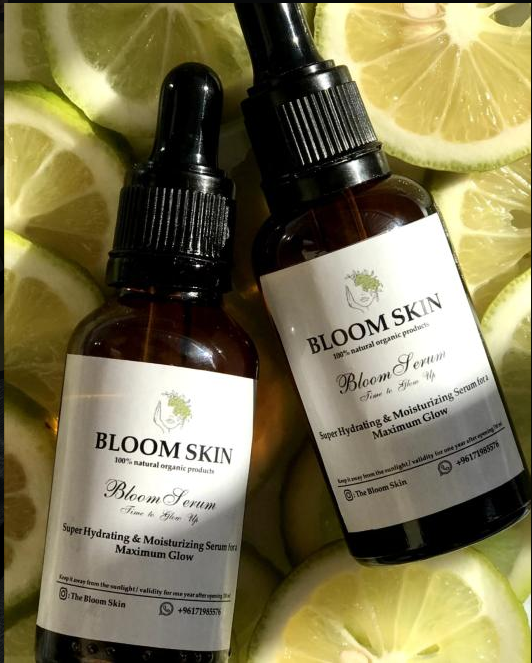 BLOOM SKIN
100% natural organic products
Bloom Serum
Time to Glow Up
Super Hydrating & Moisturizing Serum for a
Maximum Glow
Keep it away from the sunlight/ validity for one year after opening
The Bloom Skin
+96171985576
BLOOM SKIN
100% natural organic products
Bloom Serum
Time to Glow Up
Super Hydrating & Moisturizing Serum for a
Maximum Glow
Keep it away from the sunlight/ validity for one year after opening
The Bloom Skin
+96171985576